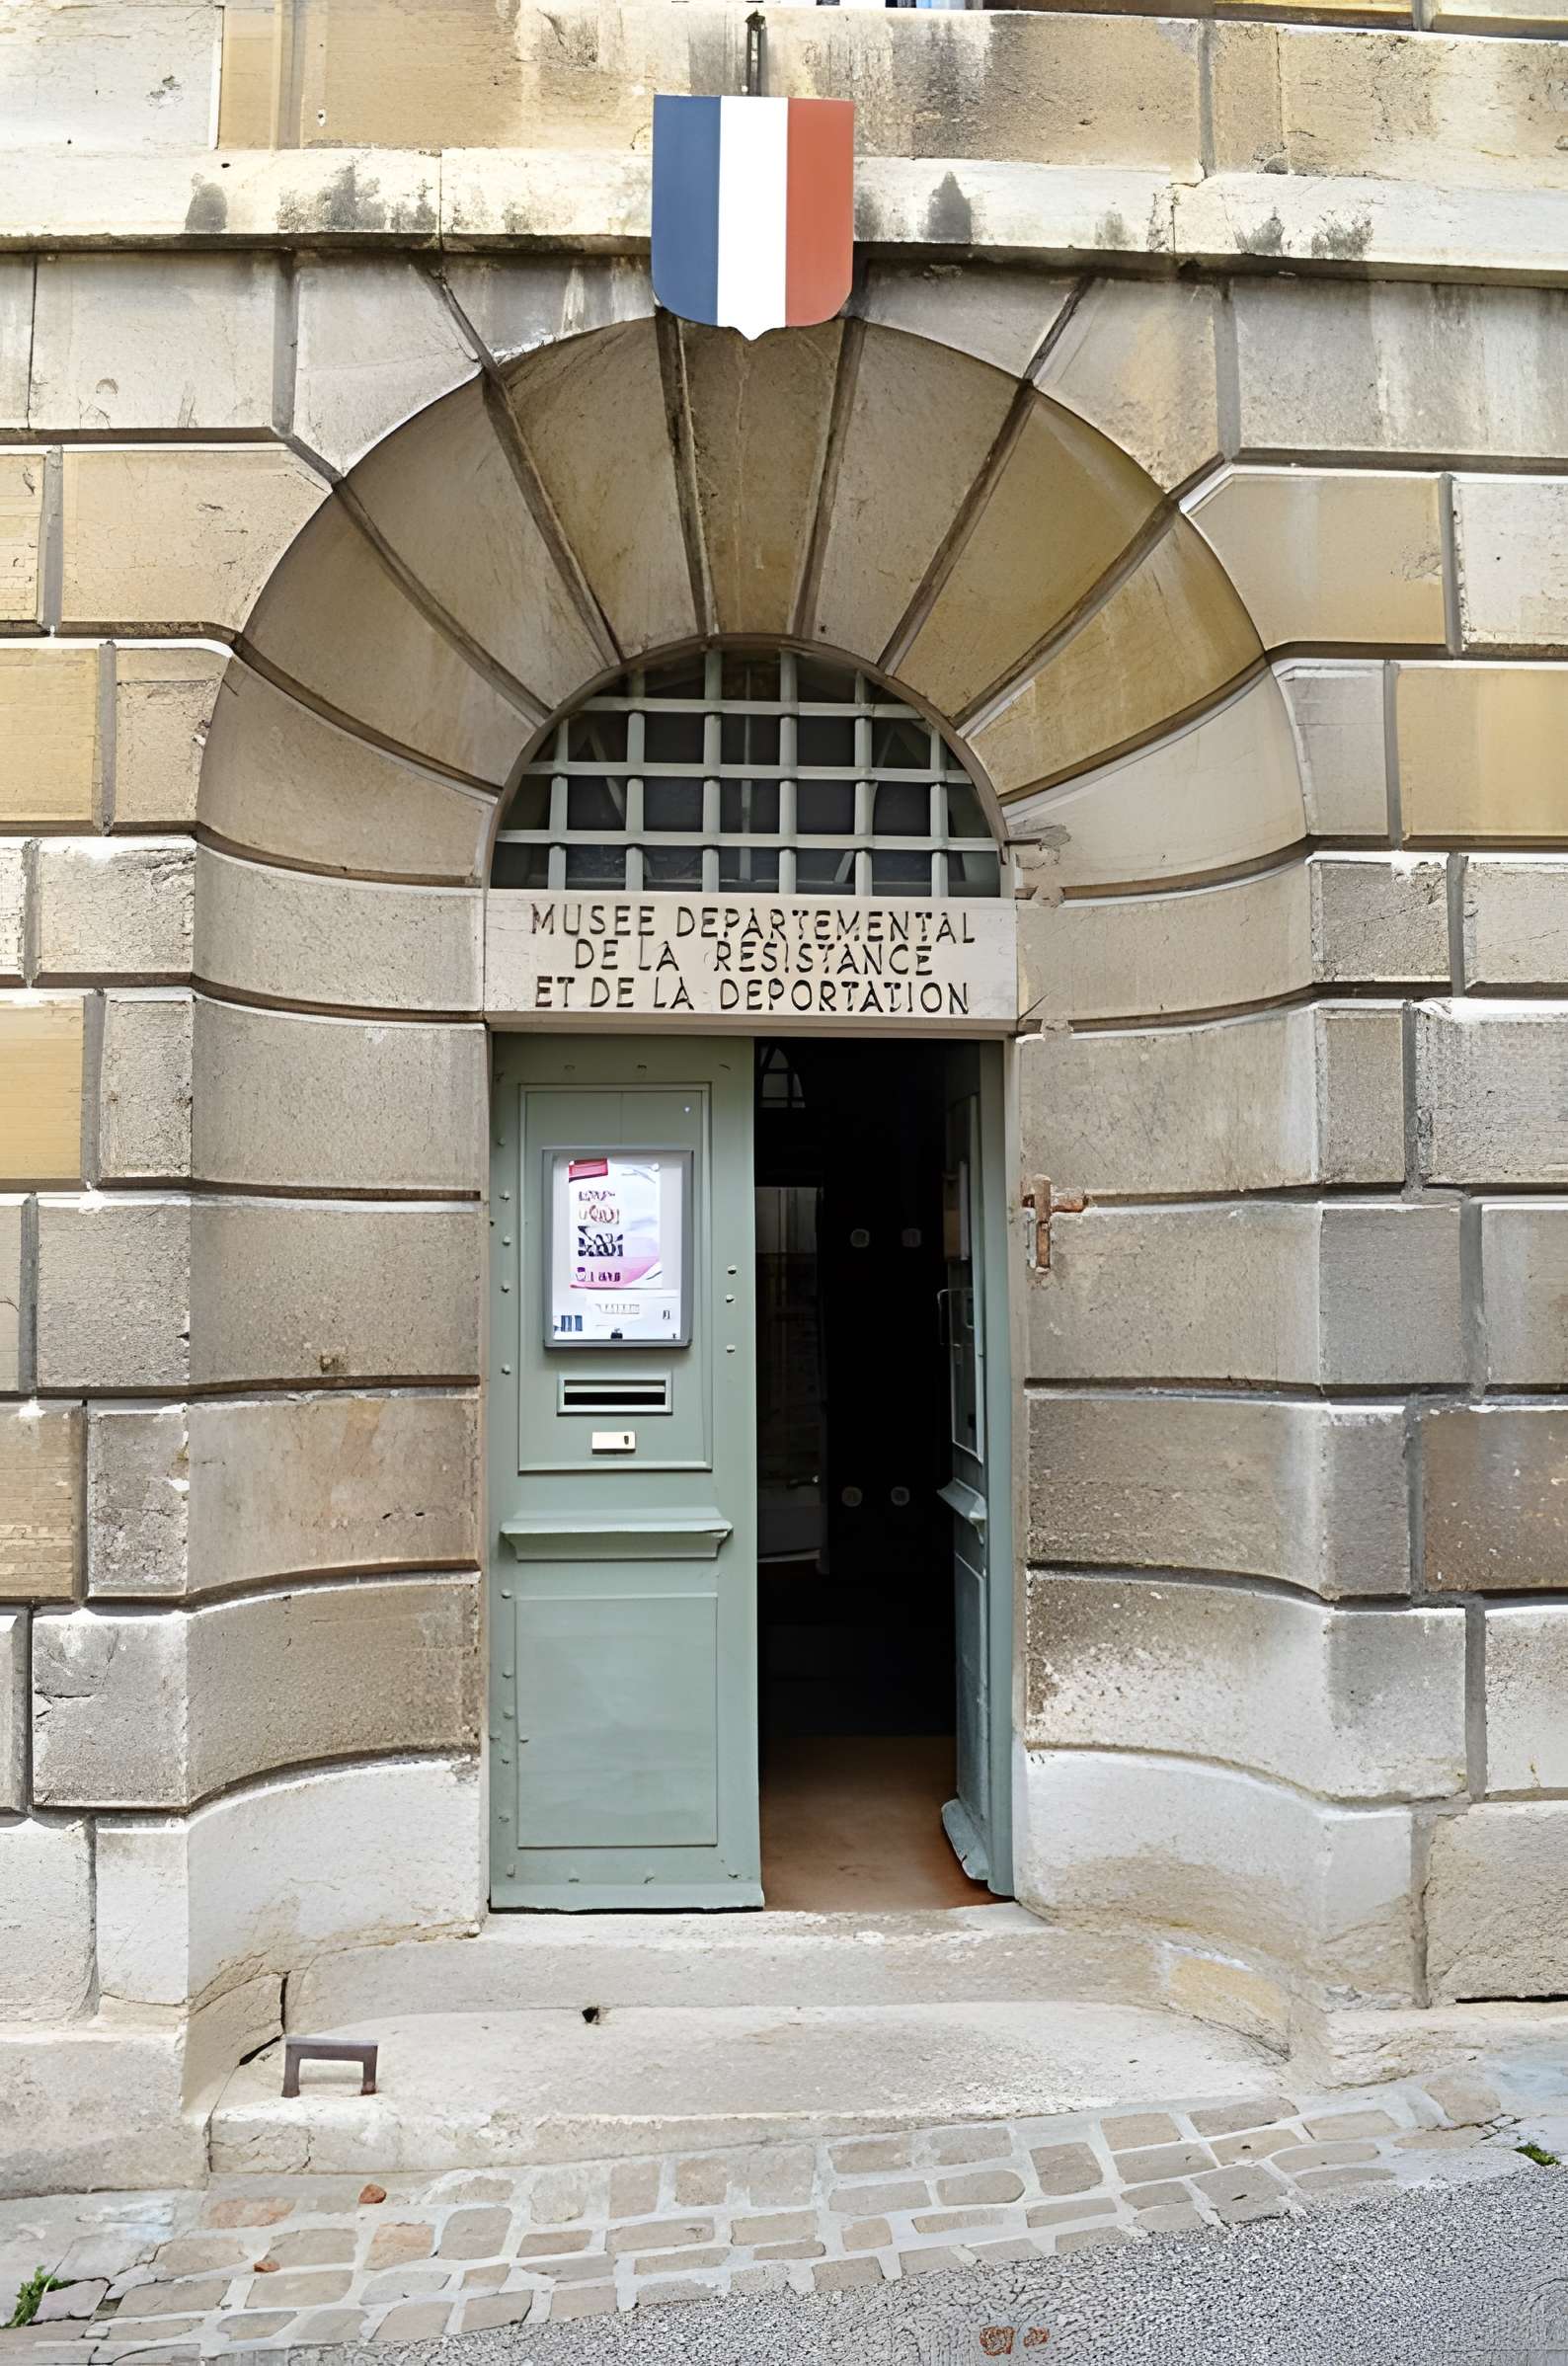 MUSEE DEPARTEMENTAL
DE LA RESISTANCE
ET DE LA DEPORTATION